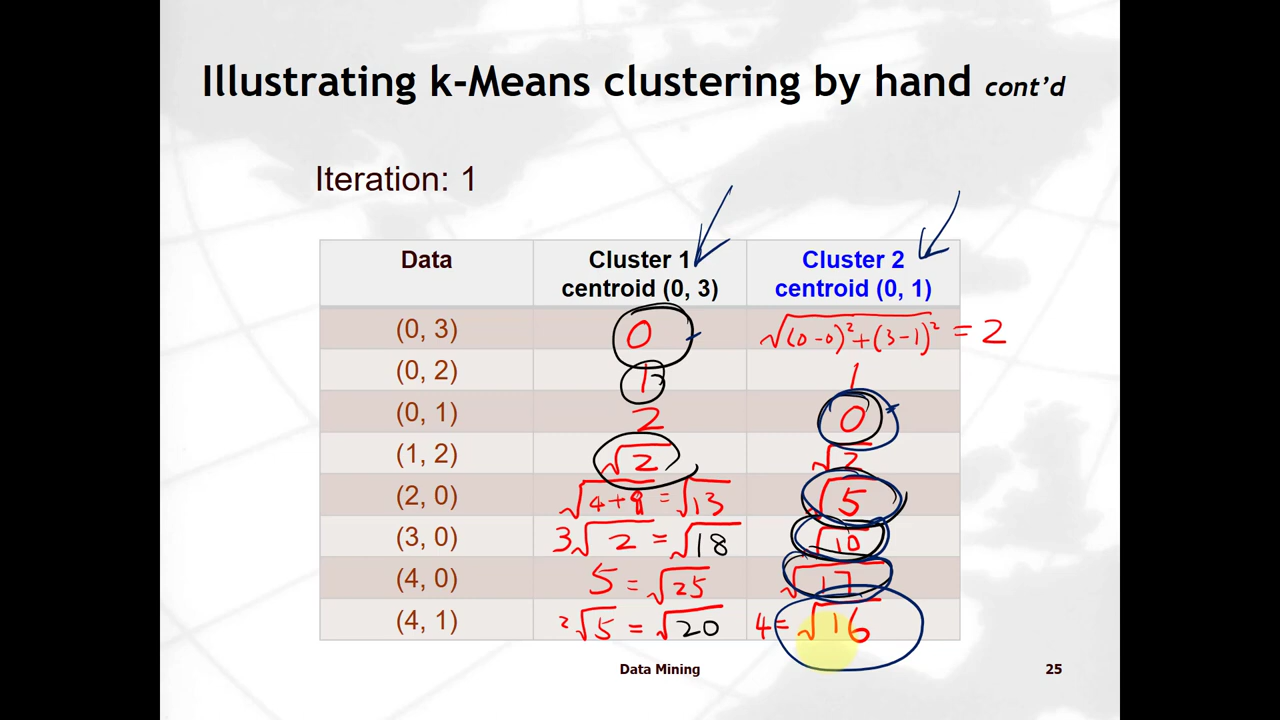 Illustrating k-Means clustering by hand cont'd
Iteration: 1
Data Cluster 1 centroid (0, 3) Cluster 2 centroid (0, 1)
(0, 3) 0 √(0-0)²+(3-1)² = 2
(0, 2) 1 1
(0, 1) 2 0
(1, 2) √2 √2
(2, 0) √4+9 = √13 √5
(3, 0) 3√2 = √18 √10
(4, 0) 5 = √25 √17
(4, 1) 2√5 = √20 4 = √16
Data Mining 25